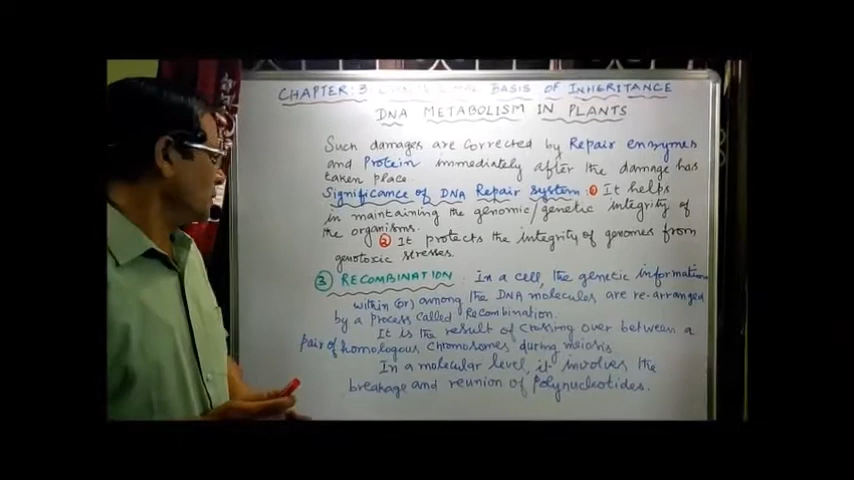 CHAPTER: 3 BASIS OF INHERITANCE
DNA METABOLISM IN PLANTS
Such damages are corrected by Repair enzymes
and Protein immediately after the damage has
taken place.
Significance of DNA Repair system: ① It helps
in maintaining the genomic/genetic integrity of
the organisms.
② It protects the integrity of genomes from
genotoxic stresses.
③ RECOMBINATION In a cell, the genetic information
within (or) among the DNA molecules are re-arranged
by a process called Recombination.
It is the result of crossing over between a
pair of homologous chromosomes during meiosis
In a molecular level, it involves the
breakage and reunion of polynucleotides.